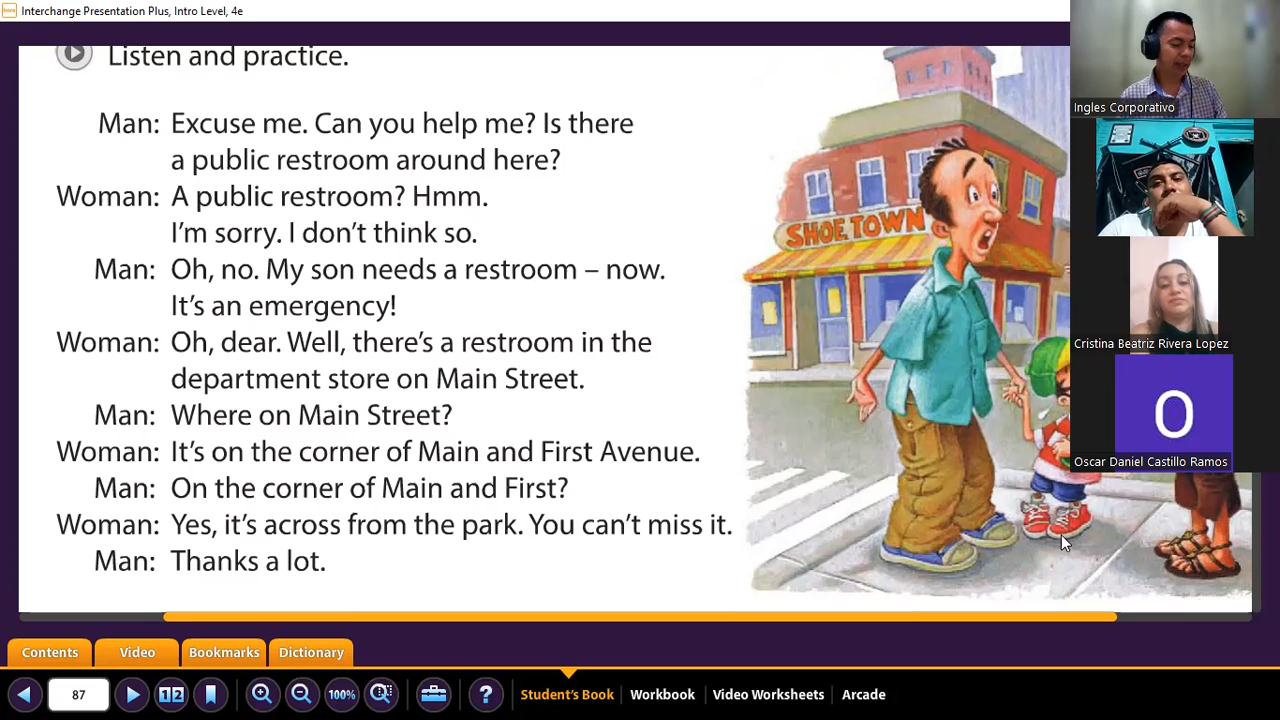 Interchange Presentation Plus, Intro Level, 4e
Listen and practice.
Man: Excuse me. Can you help me? Is there
a public restroom around here?
Woman: A public restroom? Hmm.
I'm sorry. I don't think so.
Man: Oh, no. My son needs a restroom – now.
It's an emergency!
Woman: Oh, dear. Well, there's a restroom in the
department store on Main Street.
Man: Where on Main Street?
Woman: It's on the corner of Main and First Avenue.
Man: On the corner of Main and First?
Woman: Yes, it's across from the park. You can't miss it.
Man: Thanks a lot.
SHOE TOWN
Ingles Corporativo
Cristina Beatriz Rivera Lopez
O
Oscar Daniel Castillo Ramos
Contents Video Bookmarks Dictionary
87 1 2 100% ? Student's Book Workbook Video Worksheets Arcade